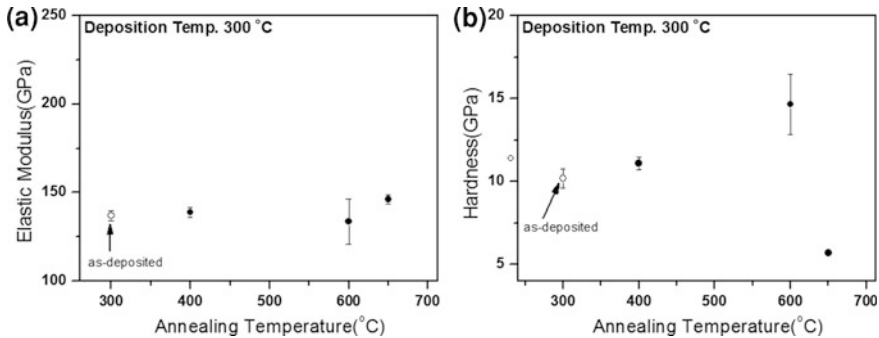 (a)
Deposition Temp. 300 °C
250
200
150
100
Elastic Modulus(GPa)
as-deposited
300 400 500 600 700
Annealing Temperature(°C)
(b)
Deposition Temp. 300 °C
20
15
10
5
Hardness(GPa)
as-deposited
300 400 500 600 700
Annealing Temperature(°C)